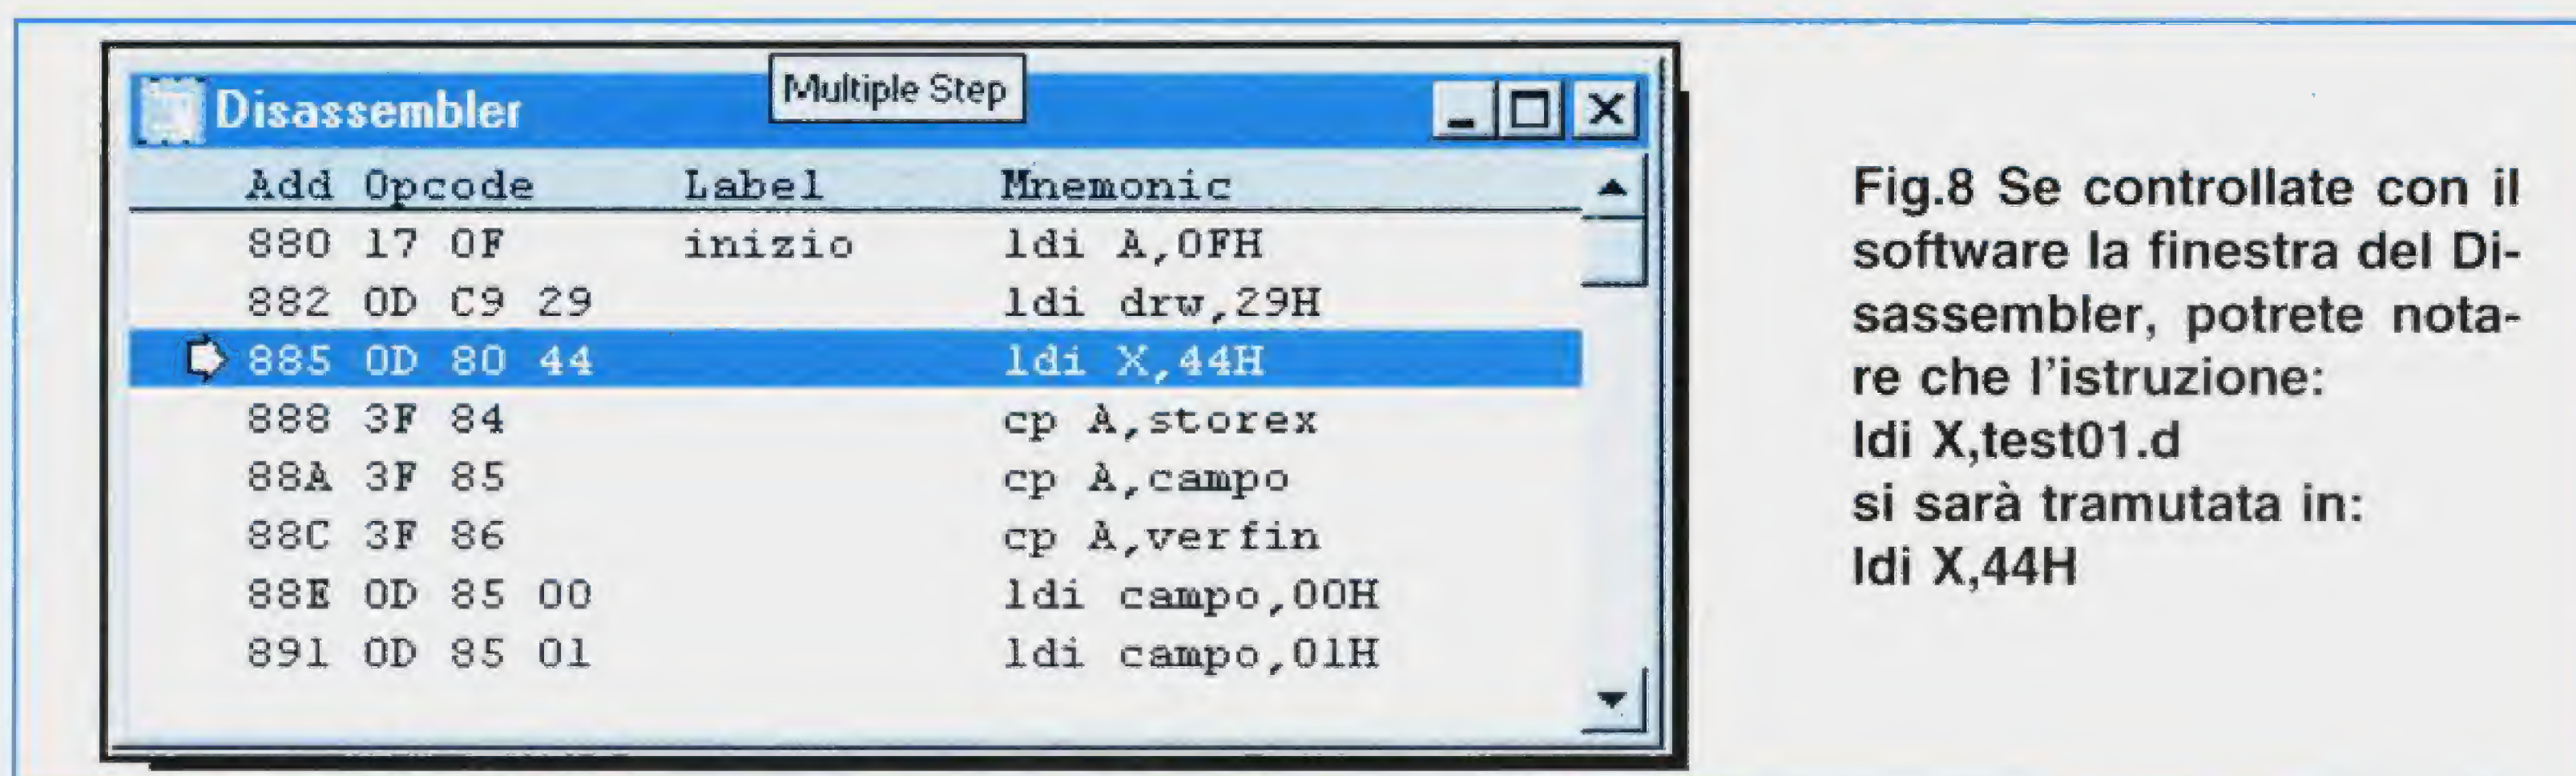 Multiple Step
Disassembler
Add Opcode Label Mnemonic
880 17 0F inizio ldi A,0FH
882 0D C9 29 ldi drw,29H
885 0D 80 44 ldi X,44H
888 3F 84 cp A,storex
88A 3F 85 cp A,campo
88C 3F 86 cp A,verfin
88E 0D 85 00 ldi campo,00H
891 0D 85 01 ldi campo,01H
Fig.8 Se controllate con il
software la finestra del Di-
sassembler, potrete nota-
re che l'istruzione:
ldi X,test01.d
si sarà tramutata in:
ldi X,44H